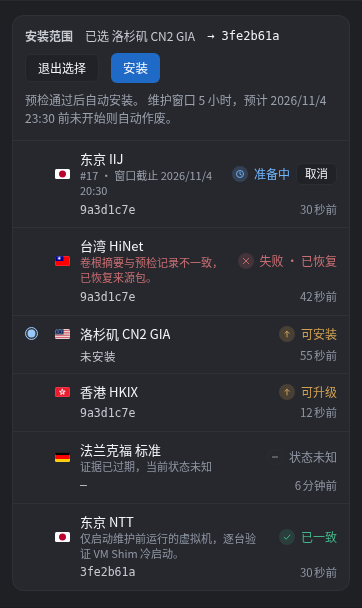 安装范围 已选 洛杉矶 CN2 GIA → 3fe2b61a
退出选择 安装
预检通过后自动安装。 维护窗口 5 小时，预计 2026/11/4
23:30 前未开始则自动作废。
东京 IIJ
#17 · 窗口截止 2026/11/4
20:30
准备中 取消
9a3d1c7e 30秒前
台湾 HiNet
卷根摘要与预检记录不一致，
已恢复来源包。
失败 · 已恢复
9a3d1c7e 42秒前
洛杉矶 CN2 GIA 可安装
未安装 55秒前
香港 HKIX 可升级
9a3d1c7e 12秒前
法兰克福 标准
证据已过期，当前状态未知
— 状态未知
— 6分钟前
东京 NTT
仅启动维护前运行的虚拟机，逐台验
证 VM Shim 冷启动。
已一致
3fe2b61a 30秒前